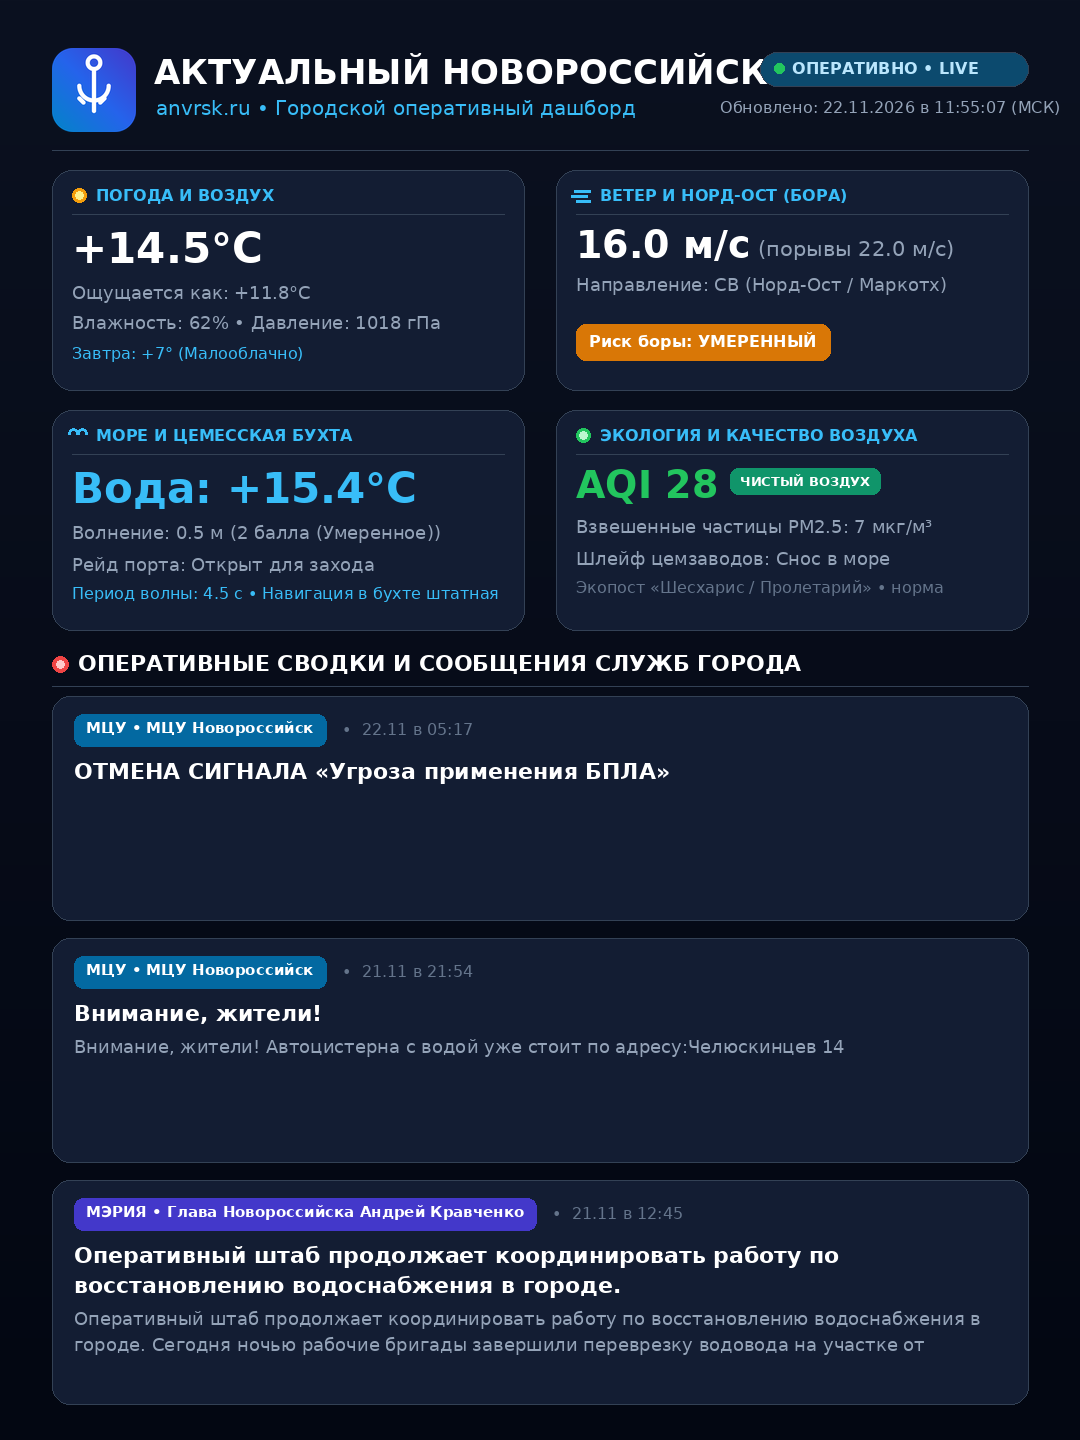 АКТУАЛЬНЫЙ НОВОРОССИЙСК
ОПЕРАТИВНО • LIVE
anvrsk.ru • Городской оперативный дашборд
Обновлено: 22.11.2026 в 11:55:07 (МСК)
ПОГОДА И ВОЗДУХ
+14.5°C
Ощущается как: +11.8°C
Влажность: 62% • Давление: 1018 гПа
Завтра: +7° (Малооблачно)
ВЕТЕР И НОРД-ОСТ (БОРА)
16.0 м/с (порывы 22.0 м/с)
Направление: СВ (Норд-Ост / Маркотх)
Риск боры: УМЕРЕННЫЙ
МОРЕ И ЦЕМЕССКАЯ БУХТА
Вода: +15.4°C
Волнение: 0.5 м (2 балла (Умеренное))
Рейд порта: Открыт для захода
Период волны: 4.5 с • Навигация в бухте штатная
ЭКОЛОГИЯ И КАЧЕСТВО ВОЗДУХА
AQI 28 ЧИСТЫЙ ВОЗДУХ
Взвешенные частицы PM2.5: 7 мкг/м³
Шлейф цемзаводов: Снос в море
Экопост «Шесхарис / Пролетарий» • норма
ОПЕРАТИВНЫЕ СВОДКИ И СООБЩЕНИЯ СЛУЖБ ГОРОДА
МЦУ • МЦУ Новороссийск • 22.11 в 05:17
ОТМЕНА СИГНАЛА «Угроза применения БПЛА»
МЦУ • МЦУ Новороссийск • 21.11 в 21:54
Внимание, жители!
Внимание, жители! Автоцистерна с водой уже стоит по адресу:Челюскинцев 14
МЭРИЯ • Глава Новороссийска Андрей Кравченко • 21.11 в 12:45
Оперативный штаб продолжает координировать работу по
восстановлению водоснабжения в городе.
Оперативный штаб продолжает координировать работу по восстановлению водоснабжения в
городе. Сегодня ночью рабочие бригады завершили переврезку водовода на участке от